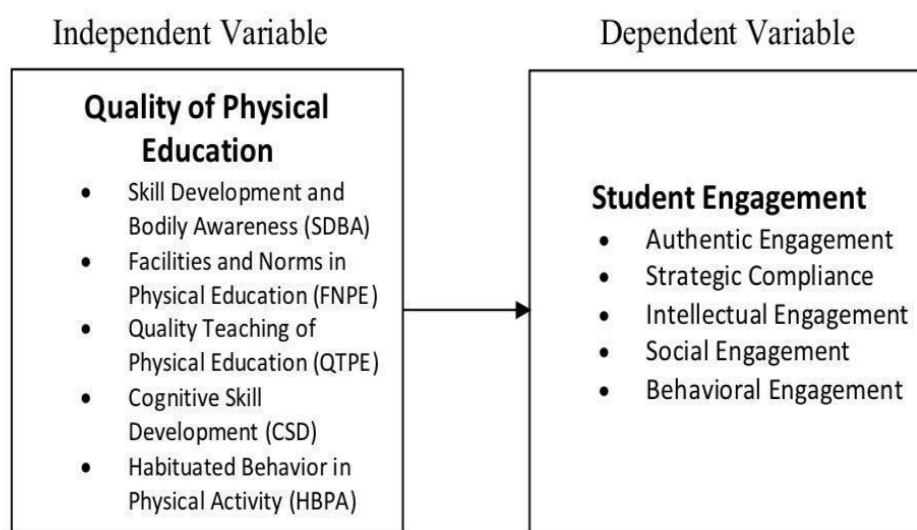 Independent Variable
Quality of Physical
Education
• Skill Development and
Bodily Awareness (SDBA)
• Facilities and Norms in
Physical Education (FNPE)
• Quality Teaching of
Physical Education (QTPE)
• Cognitive Skill
Development (CSD)
• Habituated Behavior in
Physical Activity (HBPA)
Dependent Variable
Student Engagement
• Authentic Engagement
• Strategic Compliance
• Intellectual Engagement
• Social Engagement
• Behavioral Engagement